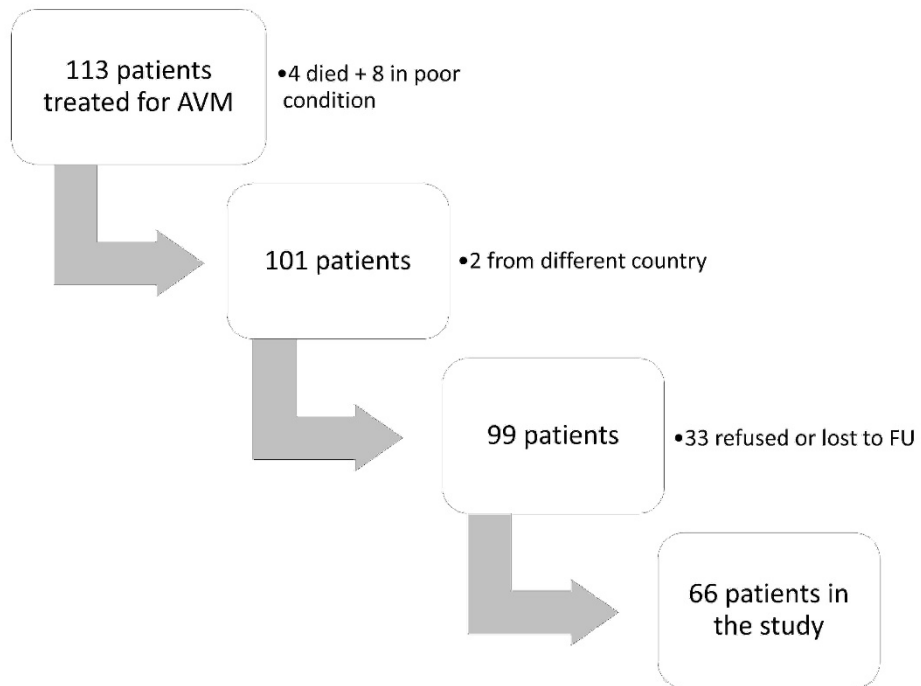 113 patients
treated for AVM
•4 died + 8 in poor
condition
101 patients
•2 from different country
99 patients
•33 refused or lost to FU
66 patients in
the study